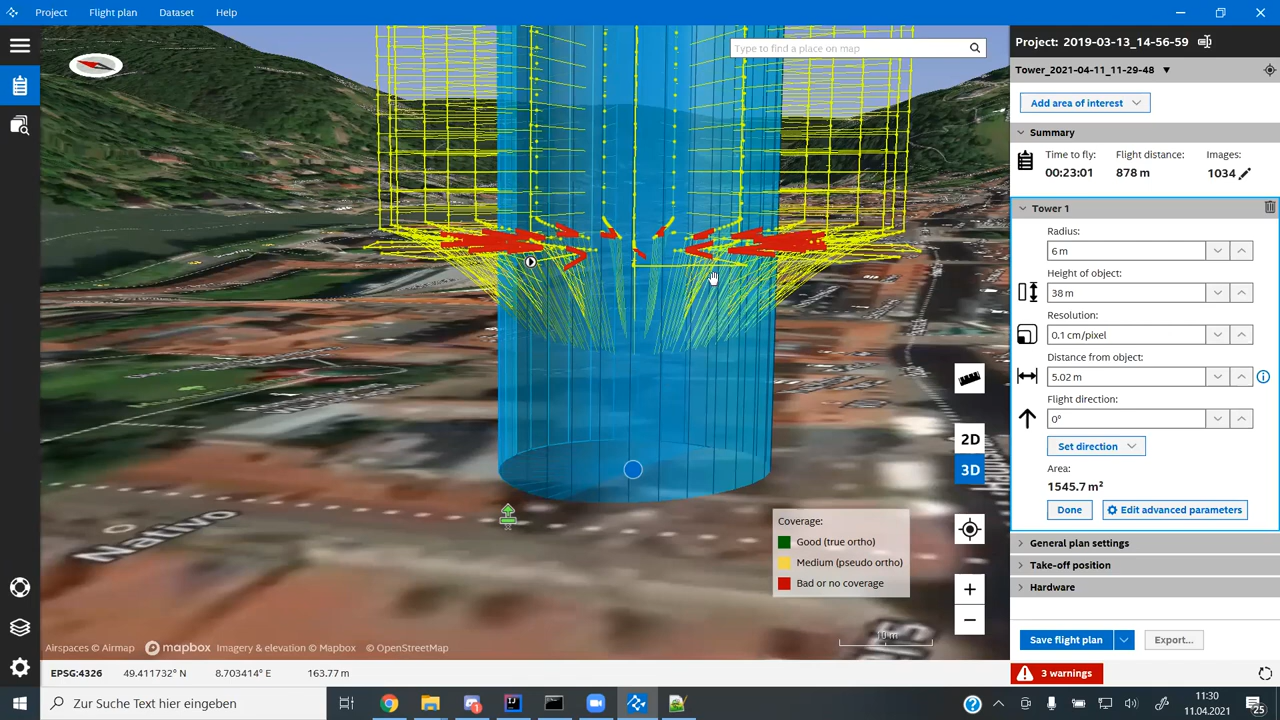 Project Flight plan Dataset Help
Type to find a place on map
Project: 2019-03-13_14-56-59
Tower_2021-04-11_11-29-48
Add area of interest
Summary
Time to fly: Flight distance: Images:
00:23:01 878 m 1034
Tower 1
Radius:
6 m
Height of object:
38 m
Resolution:
0.1 cm/pixel
Distance from object:
5.02 m
Flight direction:
0°
2D
Set direction
3D
Area:
1545.7 m²
Done Edit advanced parameters
Coverage:
Good (true ortho)
Medium (pseudo ortho)
Bad or no coverage
General plan settings
Take-off position
Hardware
+
−
10 m
Save flight plan Export...
Airspaces © Airmap mapbox Imagery & elevation © Mapbox © OpenStreetMap
EPSG:4326 49.411732° N 8.703414° E 163.77 m
3 warnings
Zur Suche Text hier eingeben
11:30
11.04.2021
25